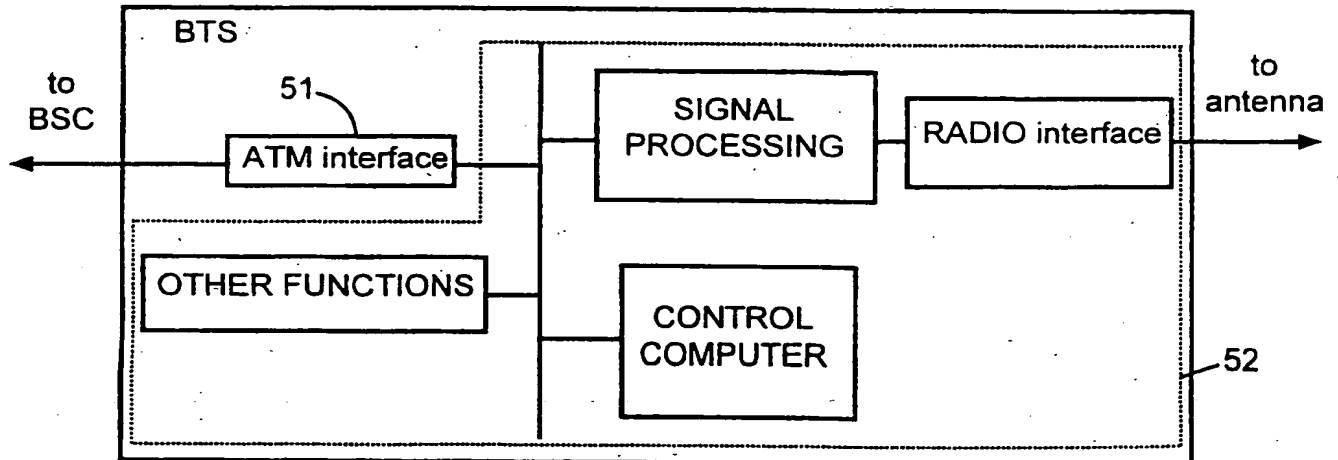 BTS
to
BSC
51
ATM interface
SIGNAL
PROCESSING
RADIO interface
to
antenna
OTHER FUNCTIONS
CONTROL
COMPUTER
52